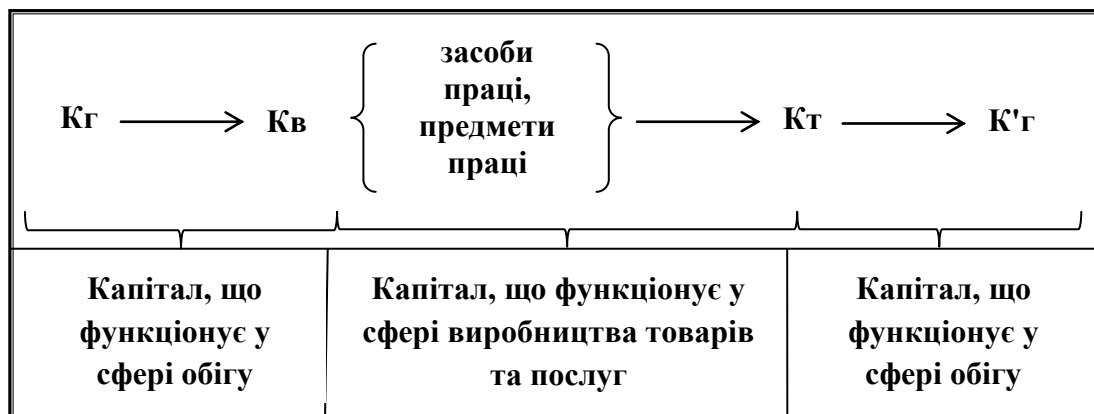 Кг Кв засоби Кт К'г
праці,
предмети
праці
Капітал, що
функціонує у
сфері обігу
Капітал, що функціонує у
сфері виробництва товарів
та послуг
Капітал, що
функціонує у
сфері обігу